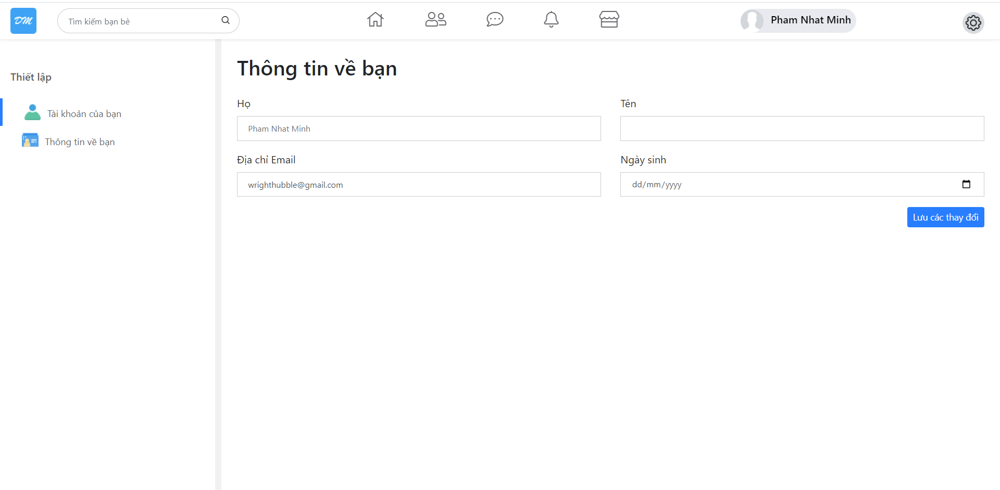 DM
Tìm kiếm bạn bè
Pham Nhat Minh
Thiết lập
Tài khoản của bạn
Thông tin về bạn
Thông tin về bạn
Họ
Tên
Pham Nhat Minh
Địa chỉ Email
Ngày sinh
wrighthubble@gmail.com
dd/mm/yyyy
Lưu các thay đổi